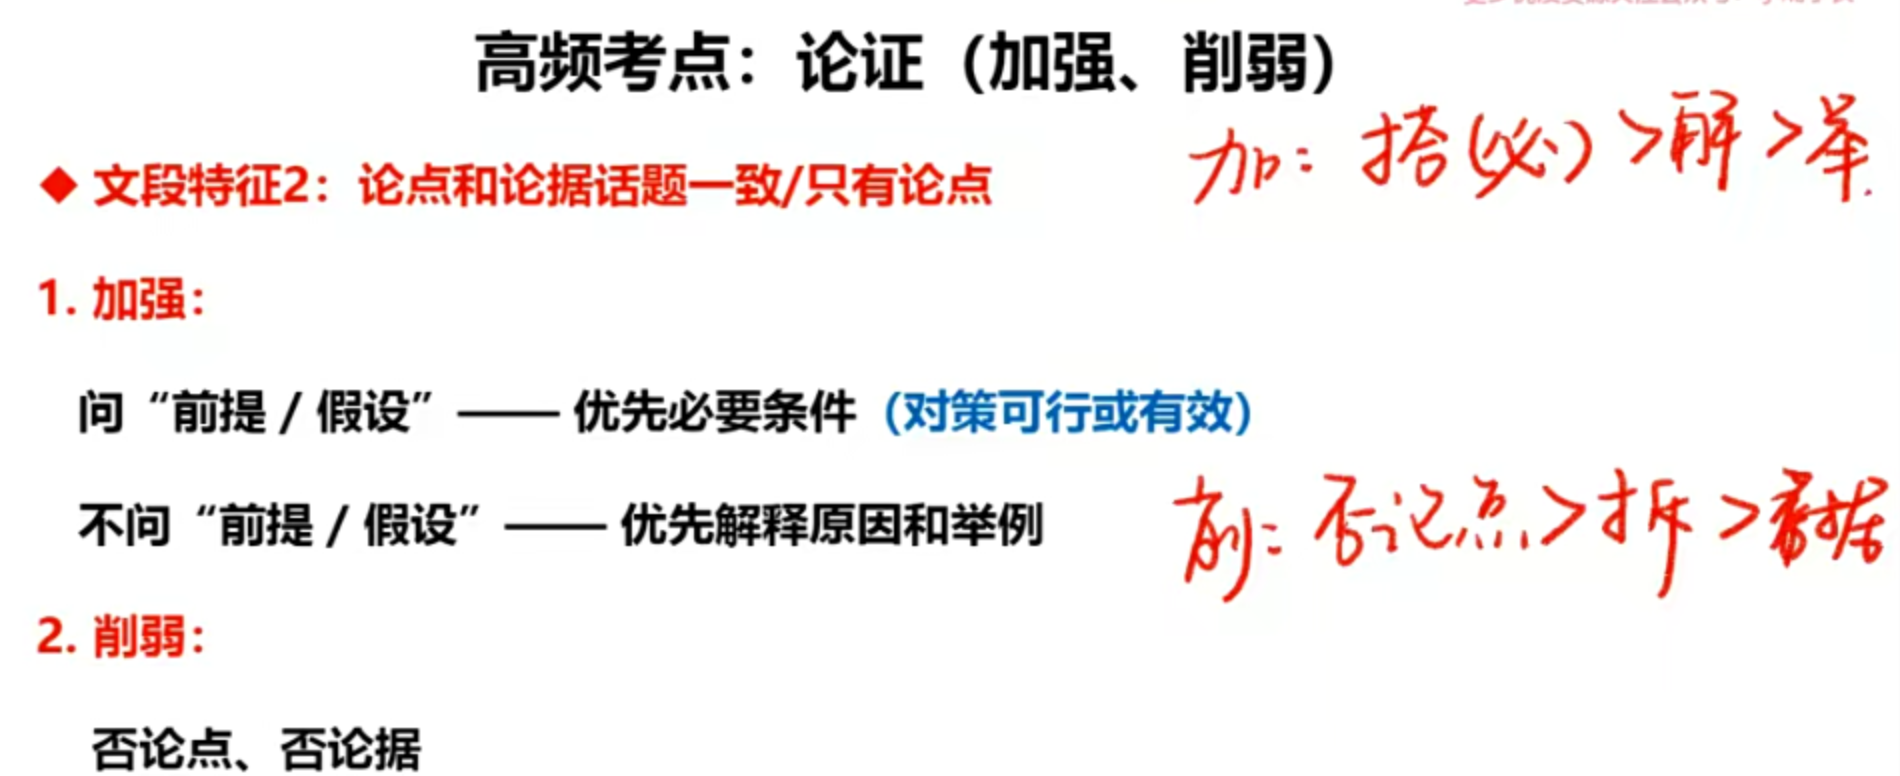 高频考点：论证（加强、削弱）
加：搭(必)>解>举
◆ 文段特征2：论点和论据话题一致/只有论点
1. 加强：
问“前提 / 假设” —— 优先必要条件（对策可行或有效）
不问“前提 / 假设” —— 优先解释原因和举例
削：否论点>拆>否论据
2. 削弱：
否论点、否论据